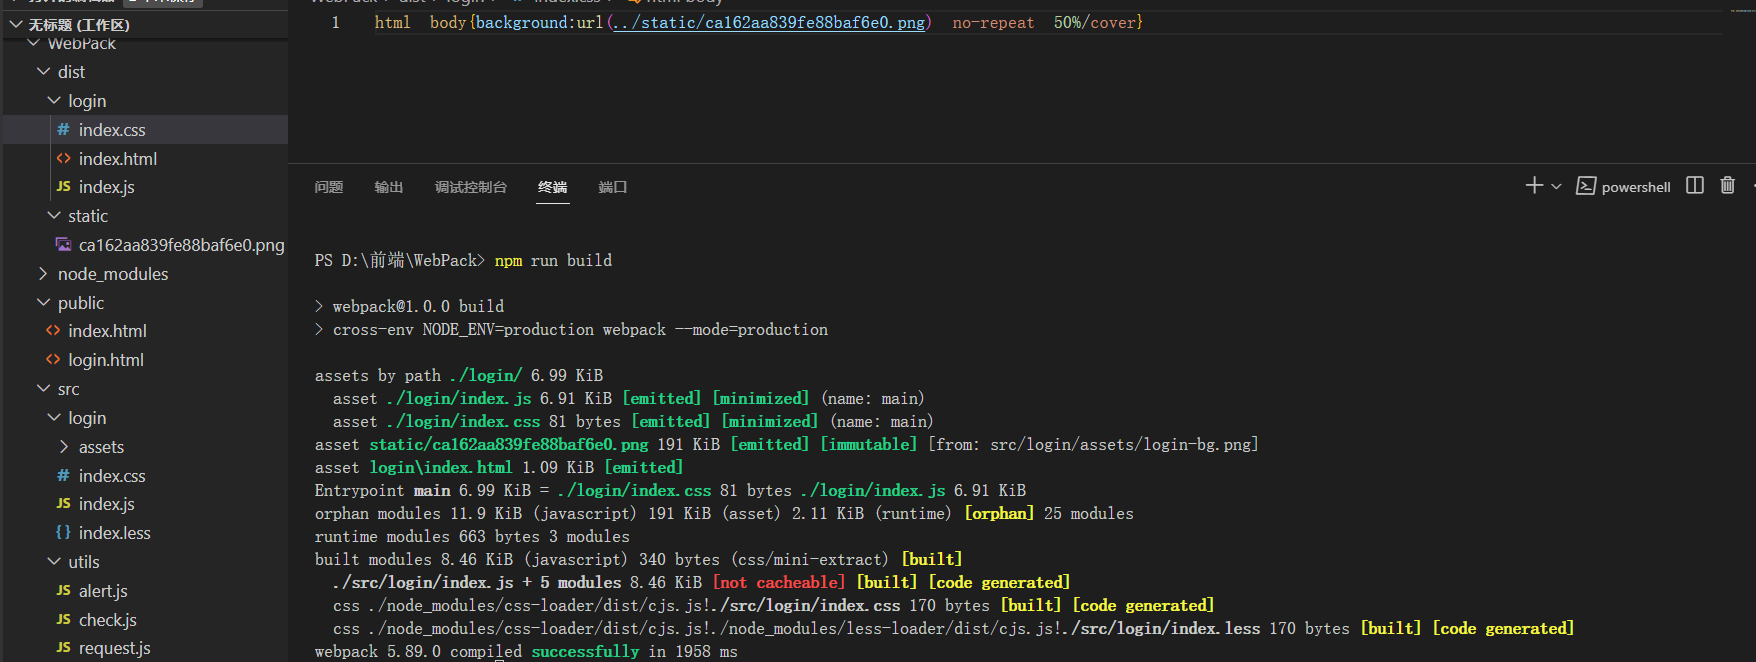 无标题 (工作区)
WebPack
dist
login
index.css
index.html
index.js
static
ca162aa839fe88baf6e0.png
node_modules
public
index.html
login.html
src
login
assets
index.css
index.js
index.less
utils
alert.js
check.js
request.js
1 html body{background:url(../static/ca162aa839fe88baf6e0.png) no-repeat 50%/cover}
问题 输出 调试控制台 终端 端口
powershell
PS D:\前端\WebPack> npm run build
> webpack@1.0.0 build
> cross-env NODE_ENV=production webpack --mode=production
assets by path ./login/ 6.99 KiB
asset ./login/index.js 6.91 KiB [emitted] [minimized] (name: main)
asset ./login/index.css 81 bytes [emitted] [minimized] (name: main)
asset static/ca162aa839fe88baf6e0.png 191 KiB [emitted] [immutable] [from: src/login/assets/login-bg.png]
asset login\index.html 1.09 KiB [emitted]
Entrypoint main 6.99 KiB = ./login/index.css 81 bytes ./login/index.js 6.91 KiB
orphan modules 11.9 KiB (javascript) 191 KiB (asset) 2.11 KiB (runtime) [orphan] 25 modules
runtime modules 663 bytes 3 modules
built modules 8.46 KiB (javascript) 340 bytes (css/mini-extract) [built]
./src/login/index.js + 5 modules 8.46 KiB [not cacheable] [built] [code generated]
css ./node_modules/css-loader/dist/cjs.js!./src/login/index.css 170 bytes [built] [code generated]
css ./node_modules/css-loader/dist/cjs.js!./node_modules/less-loader/dist/cjs.js!./src/login/index.less 170 bytes [built] [code generated]
webpack 5.89.0 compiled successfully in 1958 ms